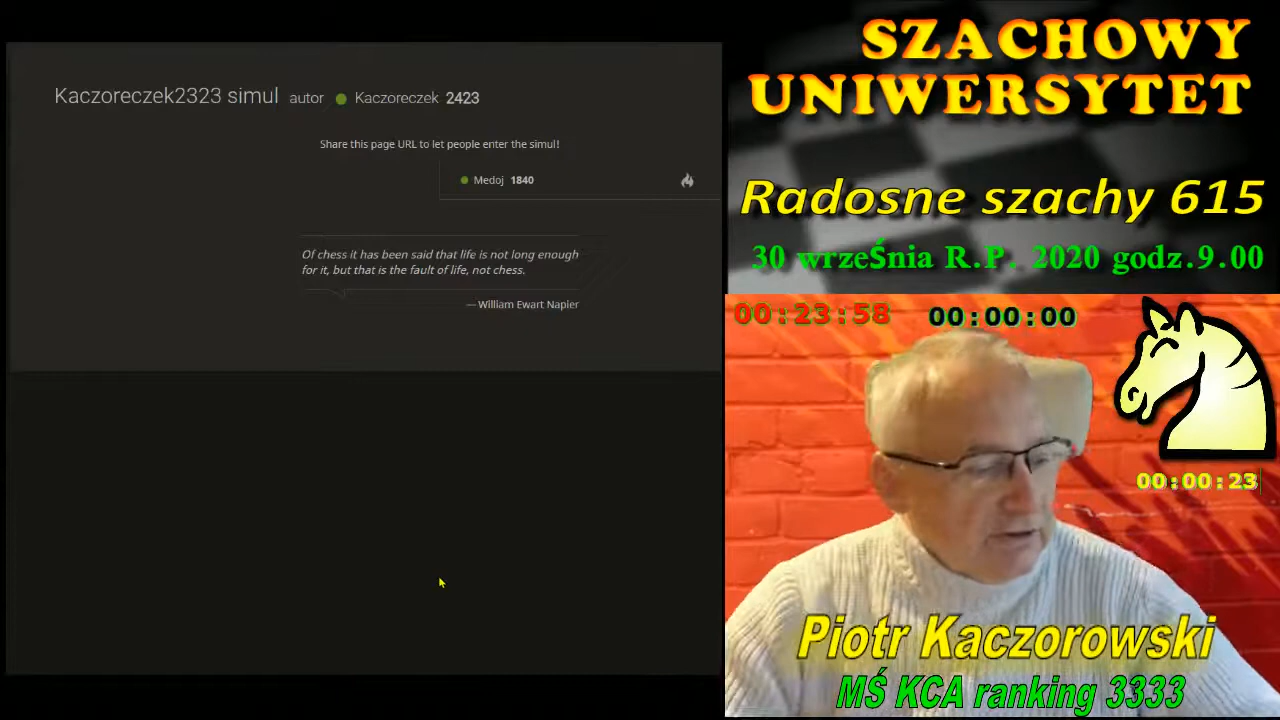 Kaczoreczek2323 simul autor Kaczoreczek 2423
Share this page URL to let people enter the simul!
Medoj 1840
Of chess it has been said that life is not long enough
for it, but that is the fault of life, not chess.
— William Ewart Napier
SZACHOWY
UNIWERSYTET
Radosne szachy 615
30 wrzeŚnia R.P. 2020 godz.9.00
00:23:58 00:00:00
00:00:23
Piotr Kaczorowski
MŚ KCA ranking 3333